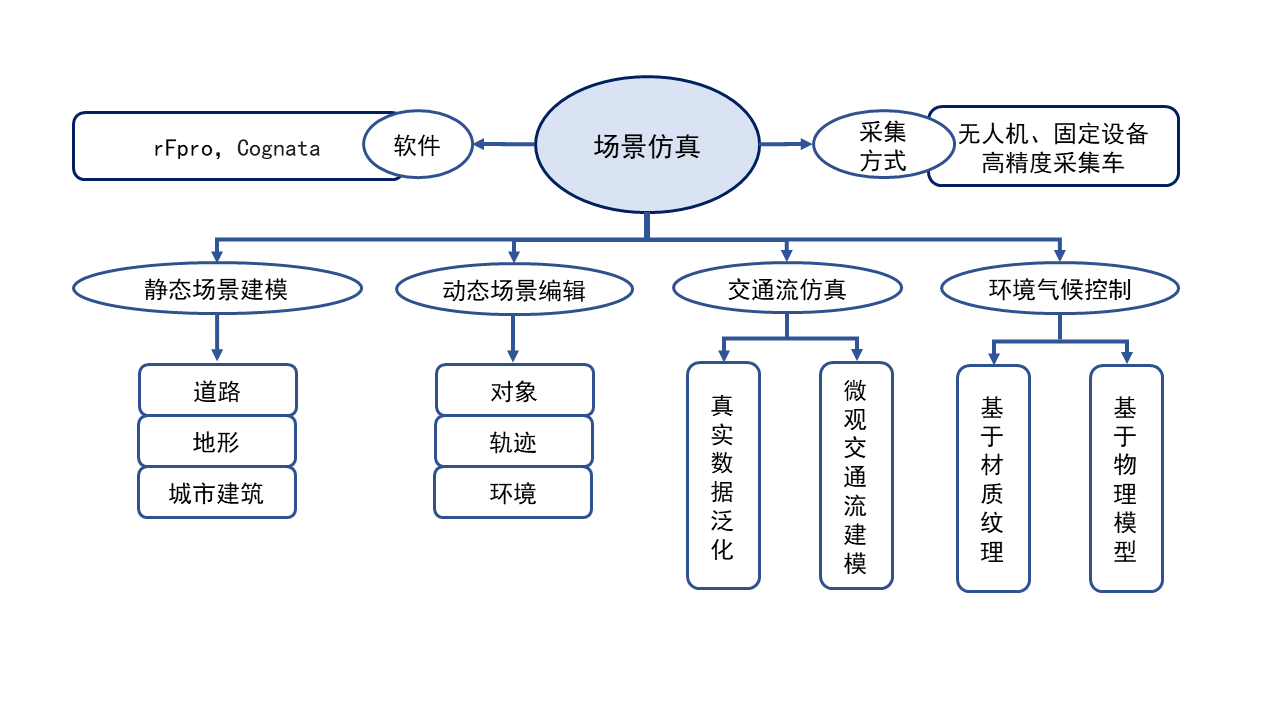 场景仿真
软件
rFpro，Cognata
采集
方式
无人机、固定设备
高精度采集车
静态场景建模
道路
地形
城市建筑
动态场景编辑
对象
轨迹
环境
交通流仿真
真实数据泛化
微观交通流建模
环境气候控制
基于材质纹理
基于物理模型